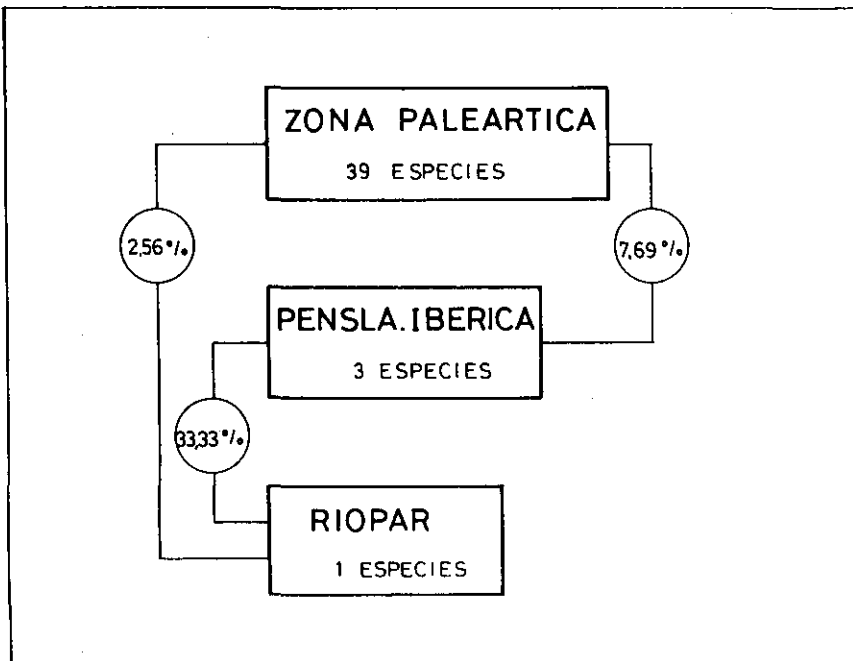 ZONA PALEARTICA
39 ESPECIES
2,56 %
7,69 %
PENSLA. IBERICA
3 ESPECIES
33,33 %
RIOPAR
1 ESPECIES